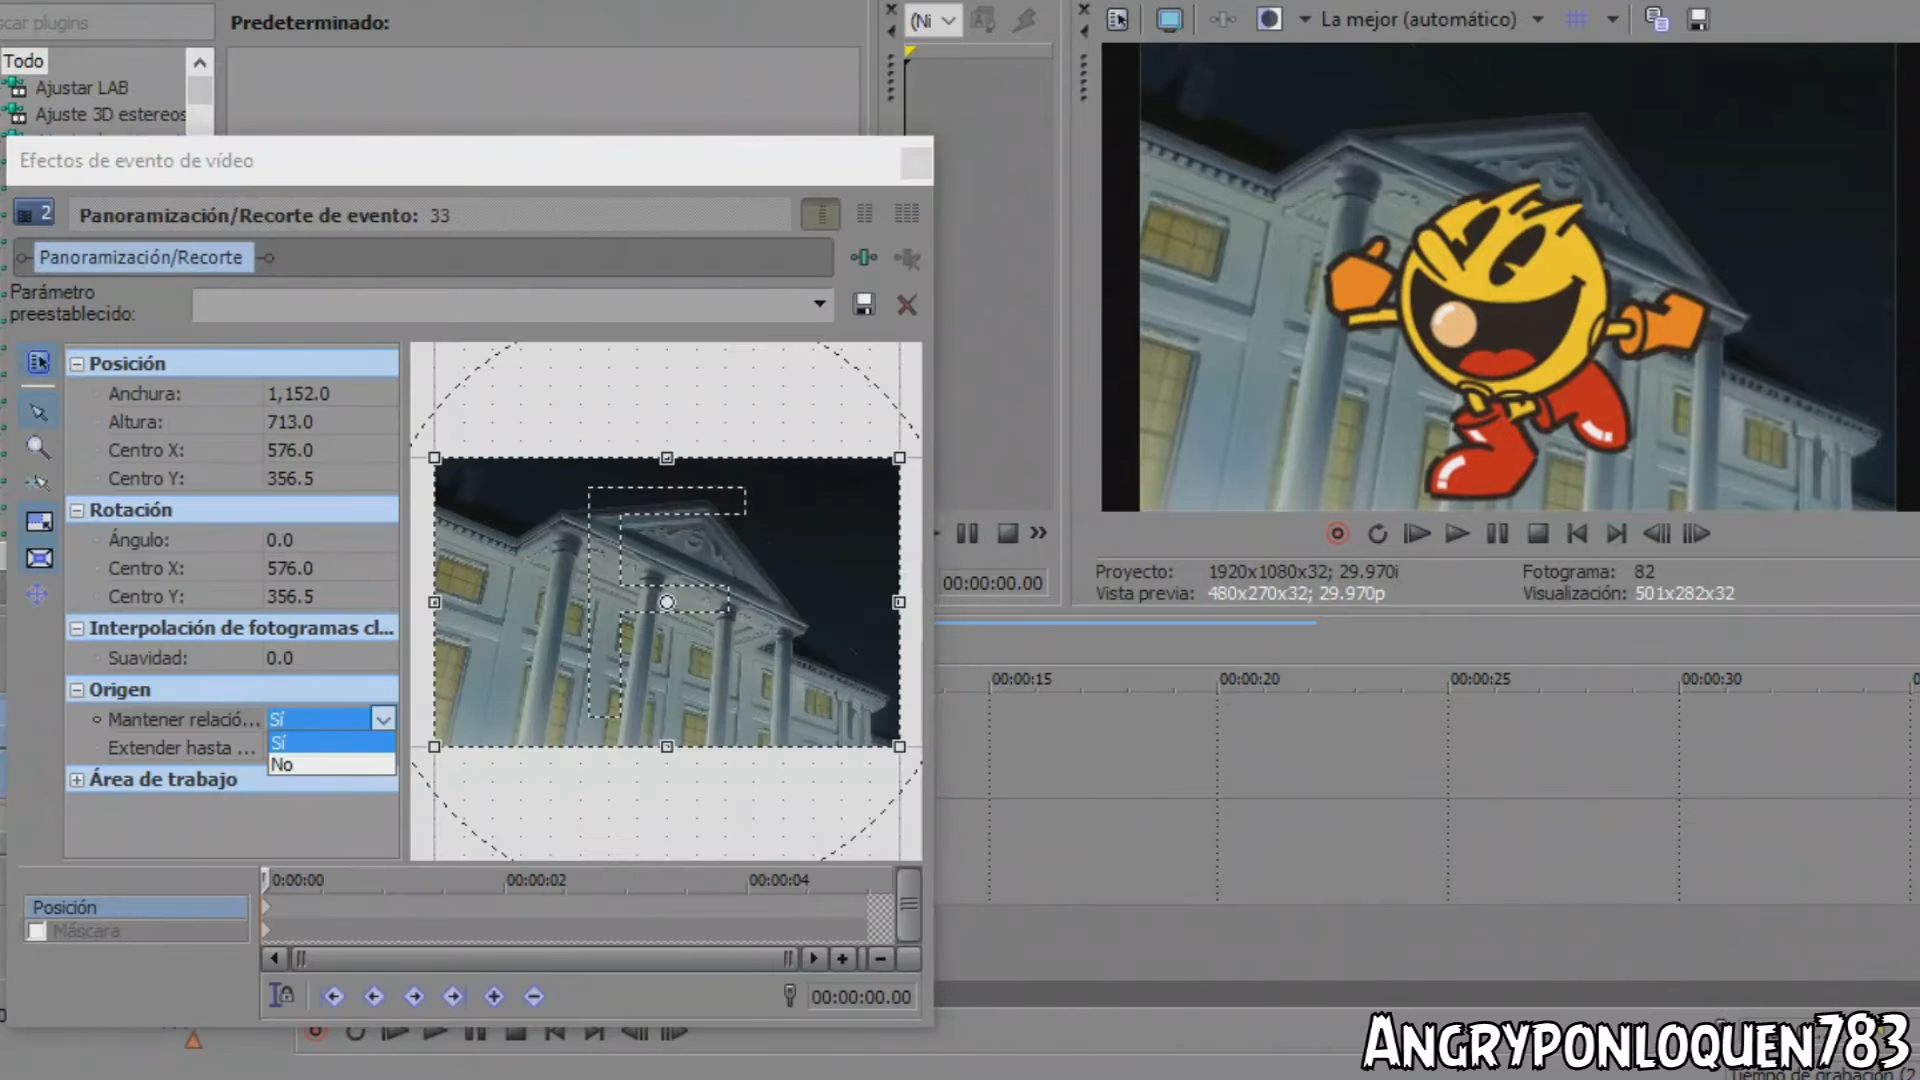 Predeterminado:
Todo
Ajustar LAB
Ajuste 3D estereos
(Ni
La mejor (automático)
Efectos de evento de vídeo
2
Panoramización/Recorte de evento: 33
Panoramización/Recorte
Parámetro
preestablecido:
Posición
Anchura: 1,152.0
Altura: 713.0
Centro X: 576.0
Centro Y: 356.5
Rotación
Ángulo: 0.0
Centro X: 576.0
Centro Y: 356.5
Interpolación de fotogramas cl...
Suavidad: 0.0
Origen
Mantener relació... Sí
Sí
Extender hasta ...
No
Área de trabajo
00:00:00.00
Proyecto: 1920x1080x32; 29.970i
Vista previa: 480x270x32; 29.970p
Fotograma: 82
Visualización: 501x282x32
00:00:15 00:00:20 00:00:25 00:00:30
0:00:00 00:00:02 00:00:04
Posición
Máscara
00:00:00.00
Angryponloquen783